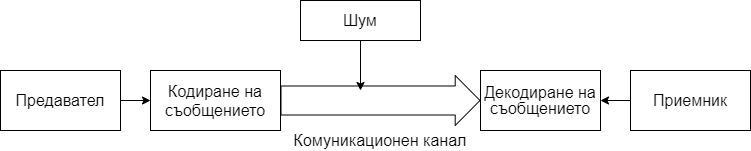 Шум
Предавател
Кодиране на
съобщението
Декодиране на
съобщението
Приемник
Комуникационен канал